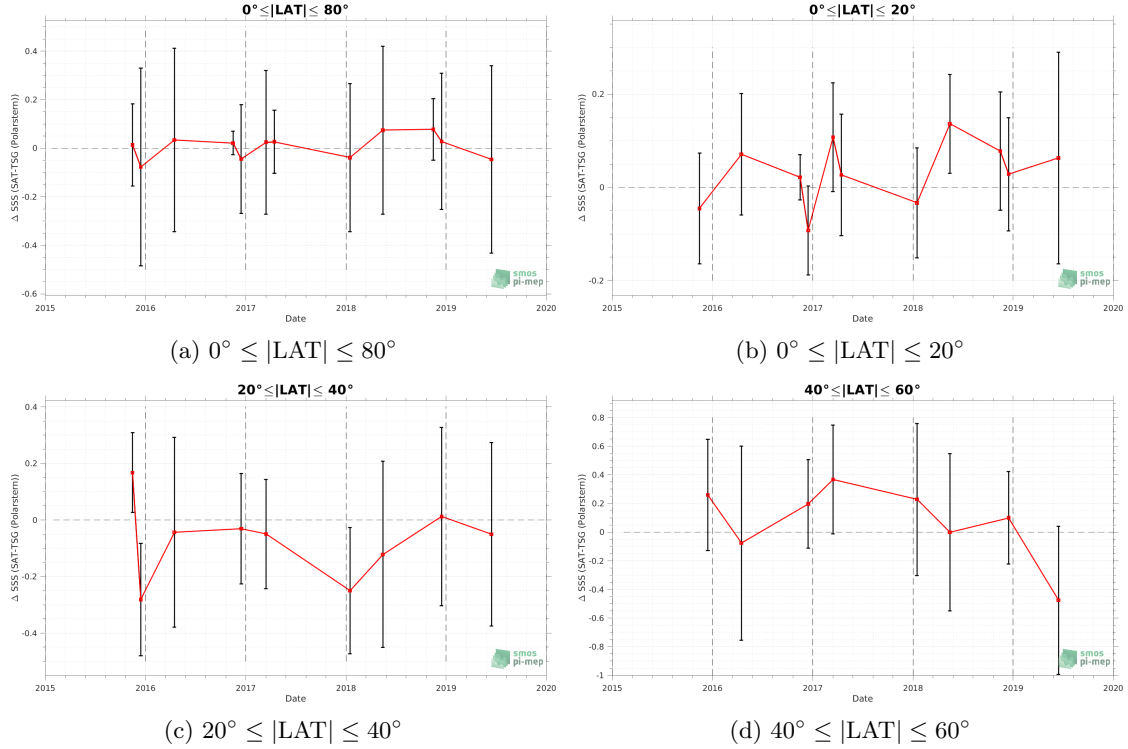 0°≤|LAT|≤ 80°
Δ SSS (SAT-TSG (Polarstern))
0.4
0.2
0
-0.2
-0.4
-0.6
2015 2016 2017 2018 2019 2020
Date
smos
pi-mep
(a) 0° ≤ |LAT| ≤ 80°
0°≤|LAT|≤ 20°
Δ SSS (SAT-TSG (Polarstern))
0.2
0
-0.2
2015 2016 2017 2018 2019 2020
Date
smos
pi-mep
(b) 0° ≤ |LAT| ≤ 20°
20°≤|LAT|≤ 40°
Δ SSS (SAT-TSG (Polarstern))
0.4
0.2
0
-0.2
-0.4
2015 2016 2017 2018 2019 2020
Date
smos
pi-mep
(c) 20° ≤ |LAT| ≤ 40°
40°≤|LAT|≤ 60°
Δ SSS (SAT-TSG (Polarstern))
0.8
0.6
0.4
0.2
0
-0.2
-0.4
-0.6
-0.8
-1
2015 2016 2017 2018 2019 2020
Date
smos
pi-mep
(d) 40° ≤ |LAT| ≤ 60°